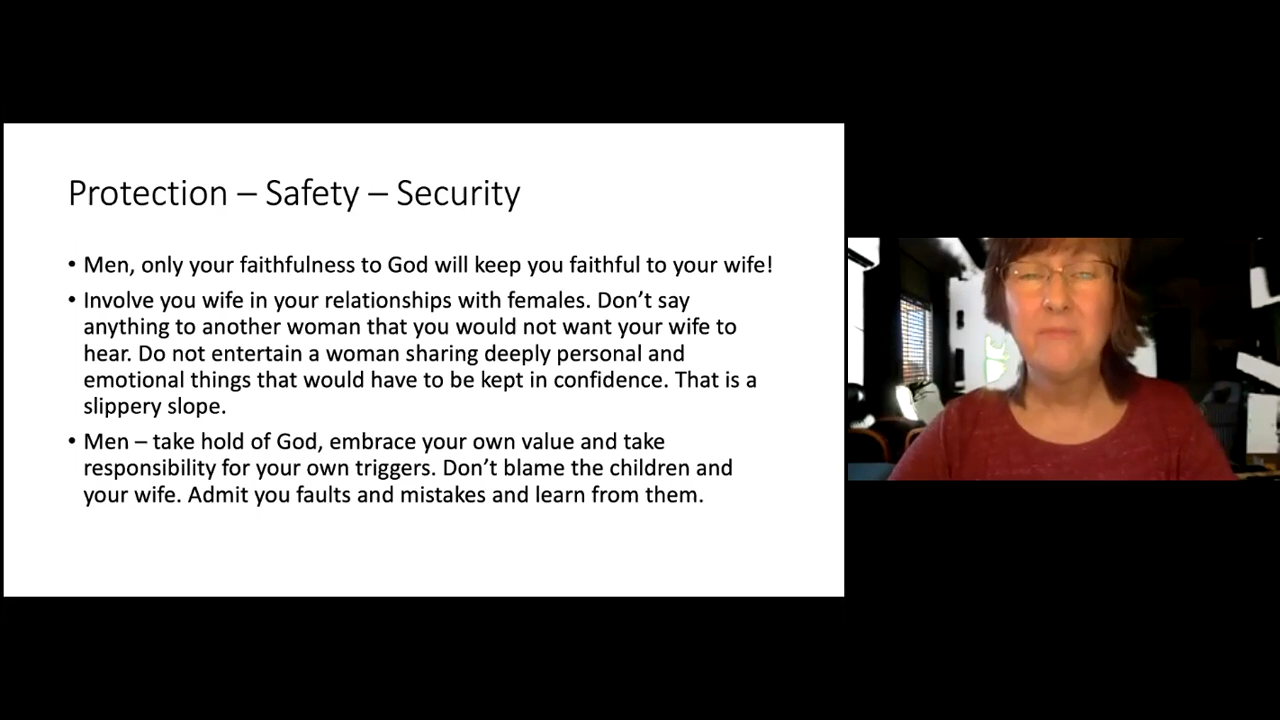 Protection – Safety – Security
• Men, only your faithfulness to God will keep you faithful to your wife!
• Involve you wife in your relationships with females. Don’t say
anything to another woman that you would not want your wife to
hear. Do not entertain a woman sharing deeply personal and
emotional things that would have to be kept in confidence. That is a
slippery slope.
• Men – take hold of God, embrace your own value and take
responsibility for your own triggers. Don’t blame the children and
your wife. Admit you faults and mistakes and learn from them.